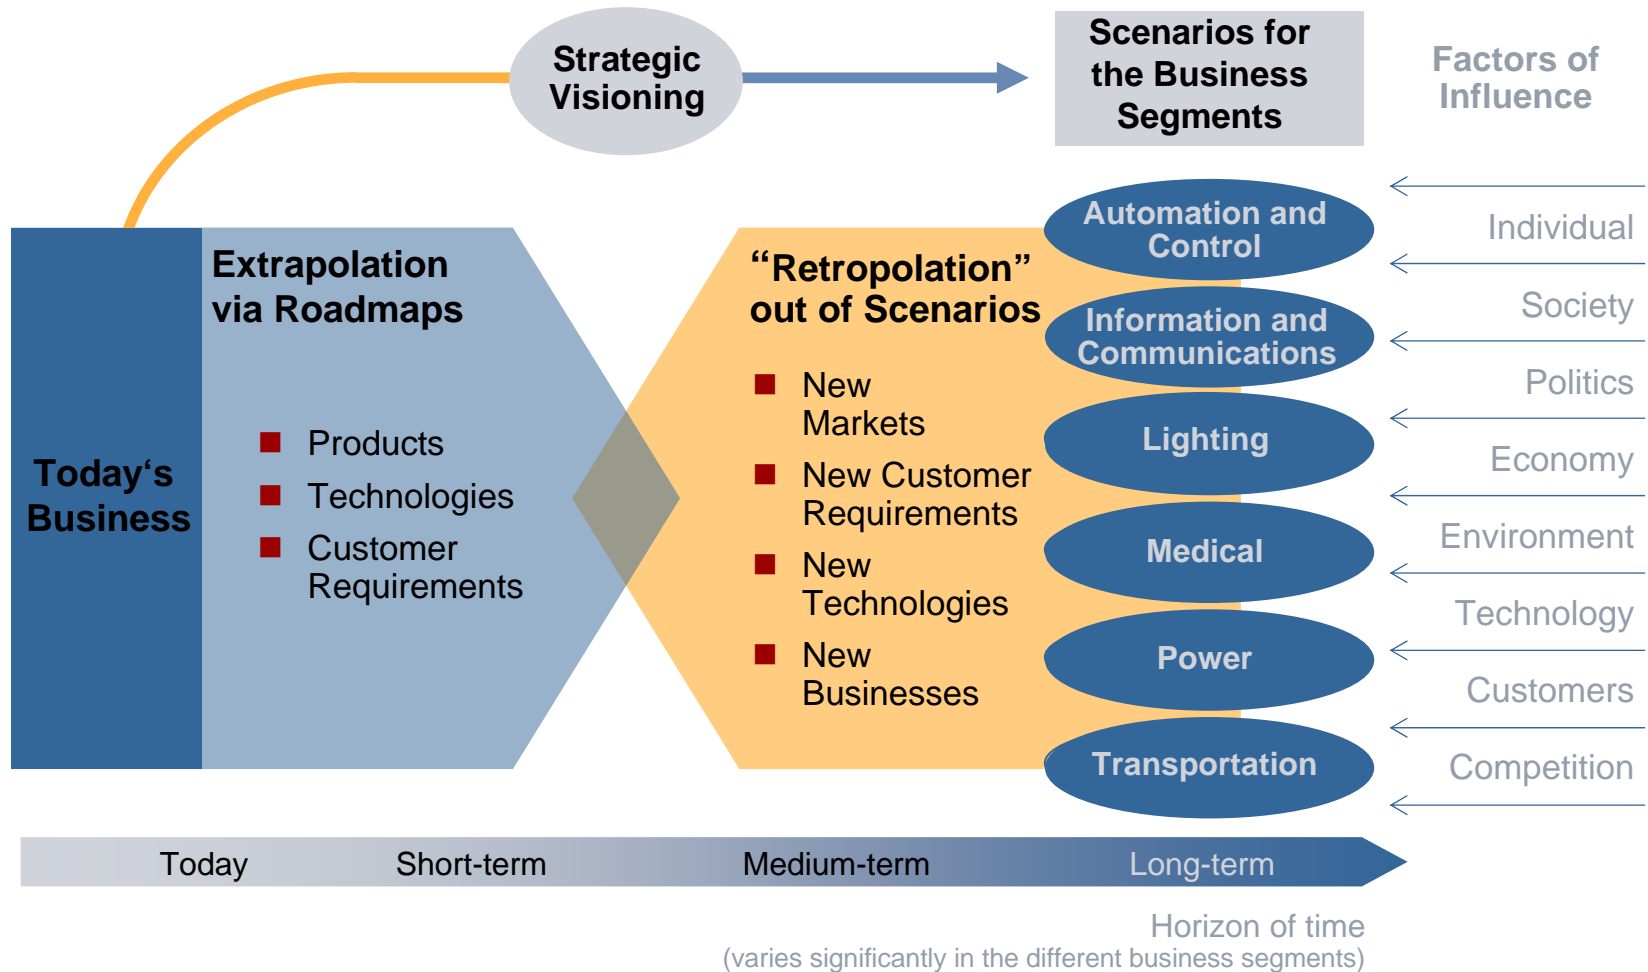 Strategic
Visioning
Scenarios for
the Business
Segments
Factors of
Influence
Today‘s
Business
Extrapolation
via Roadmaps
Products
Technologies
Customer
Requirements
“Retropolation”
out of Scenarios
New
Markets
New Customer
Requirements
New
Technologies
New
Businesses
Automation and
Control
Information and
Communications
Lighting
Medical
Power
Transportation
Individual
Society
Politics
Economy
Environment
Technology
Customers
Competition
Today Short-term Medium-term Long-term
Horizon of time
(varies significantly in the different business segments)